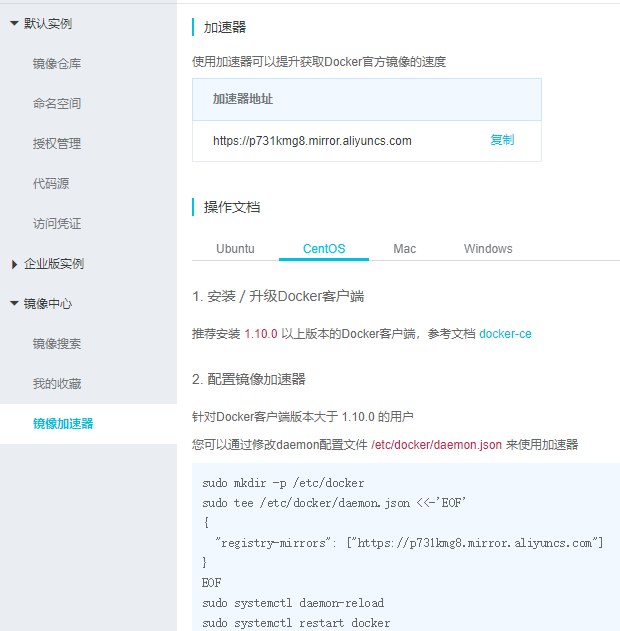 默认实例
镜像仓库
命名空间
授权管理
代码源
访问凭证
企业版实例
镜像中心
镜像搜索
我的收藏
镜像加速器
加速器
使用加速器可以提升获取Docker官方镜像的速度
加速器地址
https://p731kmg8.mirror.aliyuncs.com 复制
操作文档
Ubuntu CentOS Mac Windows
1. 安装 / 升级Docker客户端
推荐安装 1.10.0 以上版本的Docker客户端，参考文档 docker-ce
2. 配置镜像加速器
针对Docker客户端版本大于 1.10.0 的用户
您可以通过修改daemon配置文件 /etc/docker/daemon.json 来使用加速器
sudo mkdir -p /etc/docker
sudo tee /etc/docker/daemon.json <<-'EOF'
{
"registry-mirrors": ["https://p731kmg8.mirror.aliyuncs.com"]
}
EOF
sudo systemctl daemon-reload
sudo systemctl restart docker